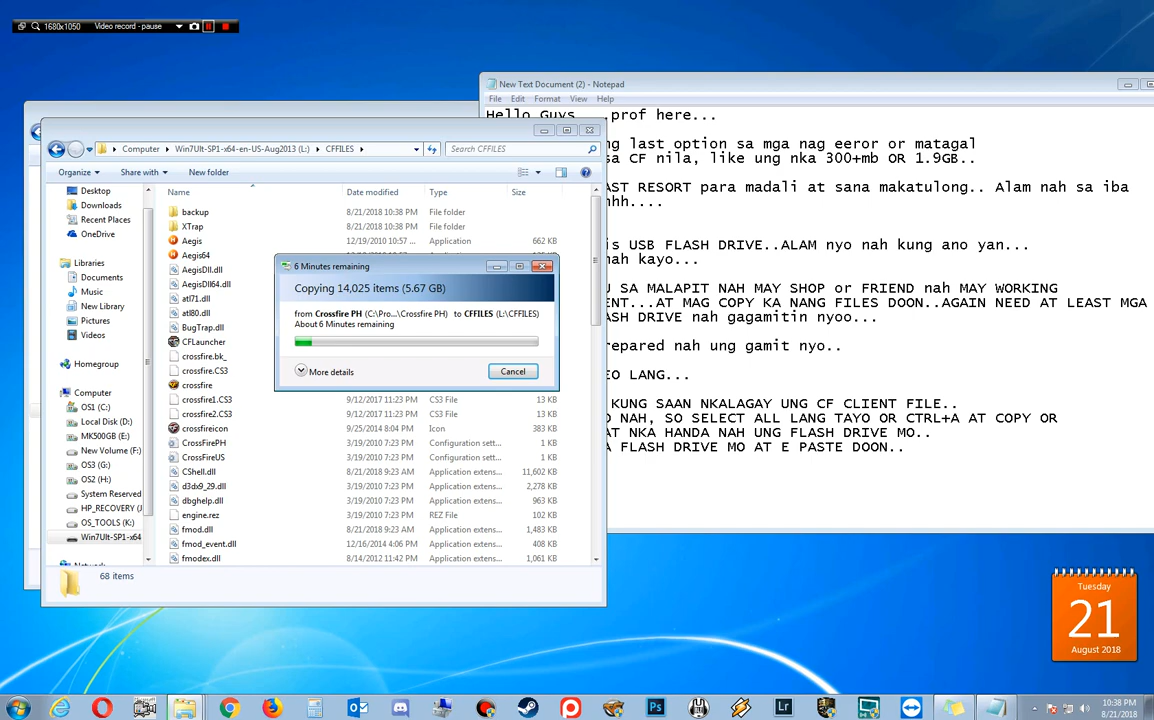 1680x1050 Video record - pause
New Text Document (2) - Notepad
File Edit Format View Help
Hello Guys ...prof here...
ng last option sa mga nag eeror or matagal
sa CF nila, like ung nka 300+mb OR 1.9GB..
AST RESORT para madali at sana makatulong.. Alam nah sa iba
hhh....
is USB FLASH DRIVE..ALAM nyo nah kung ano yan...
nah kayo...
U SA MALAPIT NAH MAY SHOP or FRIEND nah MAY WORKING
ENT...AT MAG COPY KA NANG FILES DOON..AGAIN NEED AT LEAST MGA
ASH DRIVE nah gagamitin nyoo...
repared nah ung gamit nyo..
EO LANG...
KUNG SAAN NKALAGAY UNG CF CLIENT FILE..
O NAH, SO SELECT ALL LANG TAYO OR CTRL+A AT COPY OR
AT NKA HANDA NAH UNG FLASH DRIVE MO..
A FLASH DRIVE MO AT E PASTE DOON..
Computer Win7Ult-SP1-x64-en-US-Aug2013 (L:) CFFILES
Search CFFILES
Organize Share with New folder
Desktop
Downloads
Recent Places
OneDrive
Libraries
Documents
Music
New Library
Pictures
Videos
Homegroup
Computer
OS1 (C:)
Local Disk (D:)
MK500GB (E:)
New Volume (F:)
OS3 (G:)
OS2 (H:)
System Reserved
HP_RECOVERY (J
OS_TOOLS (K:)
Win7Ult-SP1-x64
Name Date modified Type Size
backup 8/21/2018 10:38 PM File folder
XTrap 8/21/2018 10:38 PM File folder
Aegis 12/19/2010 10:57 ... Application 662 KB
Aegis64
AegisDll.dll
AegisDll64.dll
atl71.dll
atl80.dll
BugTrap.dll
CFLauncher
crossfire.bk_
crossfire.CS3
crossfire
crossfire1.CS3 9/12/2017 11:23 PM CS3 File 13 KB
crossfire2.CS3 9/12/2017 11:23 PM CS3 File 13 KB
crossfireicon 9/25/2014 8:04 PM Icon 383 KB
CrossFirePH 3/19/2010 7:23 PM Configuration sett... 1 KB
CrossFireUS 3/19/2010 7:23 PM Configuration sett... 1 KB
CShell.dll 8/21/2018 9:23 AM Application extens... 11,602 KB
d3dx9_29.dll 3/19/2010 7:23 PM Application extens... 2,278 KB
dbghelp.dll 3/19/2010 7:23 PM Application extens... 963 KB
engine.rez 3/19/2010 7:23 PM REZ File 102 KB
fmod.dll 8/21/2018 9:23 AM Application extens... 1,483 KB
fmod_event.dll 12/16/2014 4:06 PM Application extens... 408 KB
fmodex.dll 8/14/2012 11:42 PM Application extens... 1,061 KB
68 items
6 Minutes remaining
Copying 14,025 items (5.67 GB)
from Crossfire PH (C:\Pro...\Crossfire PH) to CFFILES (L:\CFFILES)
About 6 Minutes remaining
More details
Cancel
Tuesday
21
August 2018
10:38 PM
8/21/2018